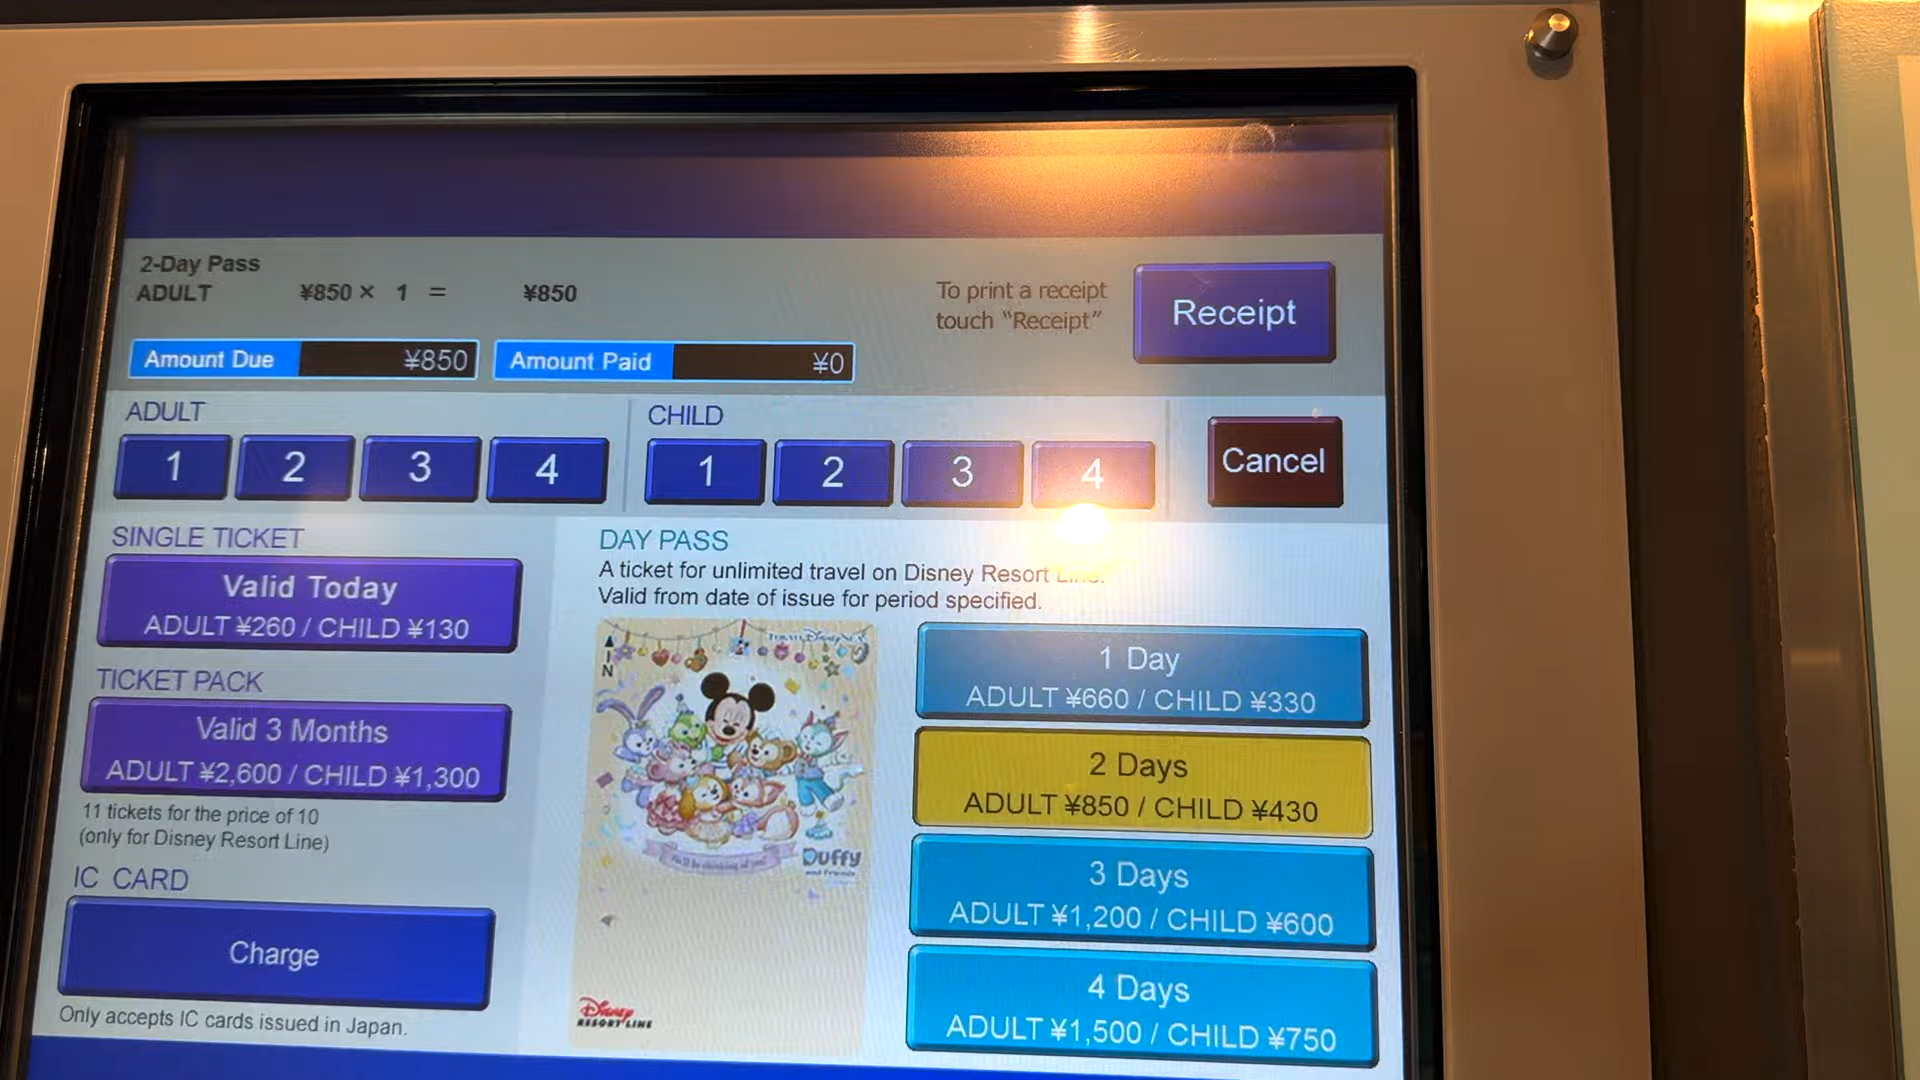 2-Day Pass
ADULT ¥850 × 1 = ¥850
To print a receipt
touch "Receipt"
Receipt
Amount Due ¥850
Amount Paid ¥0
ADULT
1 2 3 4
CHILD
1 2 3 4
Cancel
SINGLE TICKET
Valid Today
ADULT ¥260 / CHILD ¥130
TICKET PACK
Valid 3 Months
ADULT ¥2,600 / CHILD ¥1,300
11 tickets for the price of 10
(only for Disney Resort Line)
IC CARD
Charge
Only accepts IC cards issued in Japan.
DAY PASS
A ticket for unlimited travel on Disney Resort Line.
Valid from date of issue for period specified.
▲
I
N
Tokyo DisneySEA
Duffy
and Friends
Disney
RESORT LINE
1 Day
ADULT ¥660 / CHILD ¥330
2 Days
ADULT ¥850 / CHILD ¥430
3 Days
ADULT ¥1,200 / CHILD ¥600
4 Days
ADULT ¥1,500 / CHILD ¥750